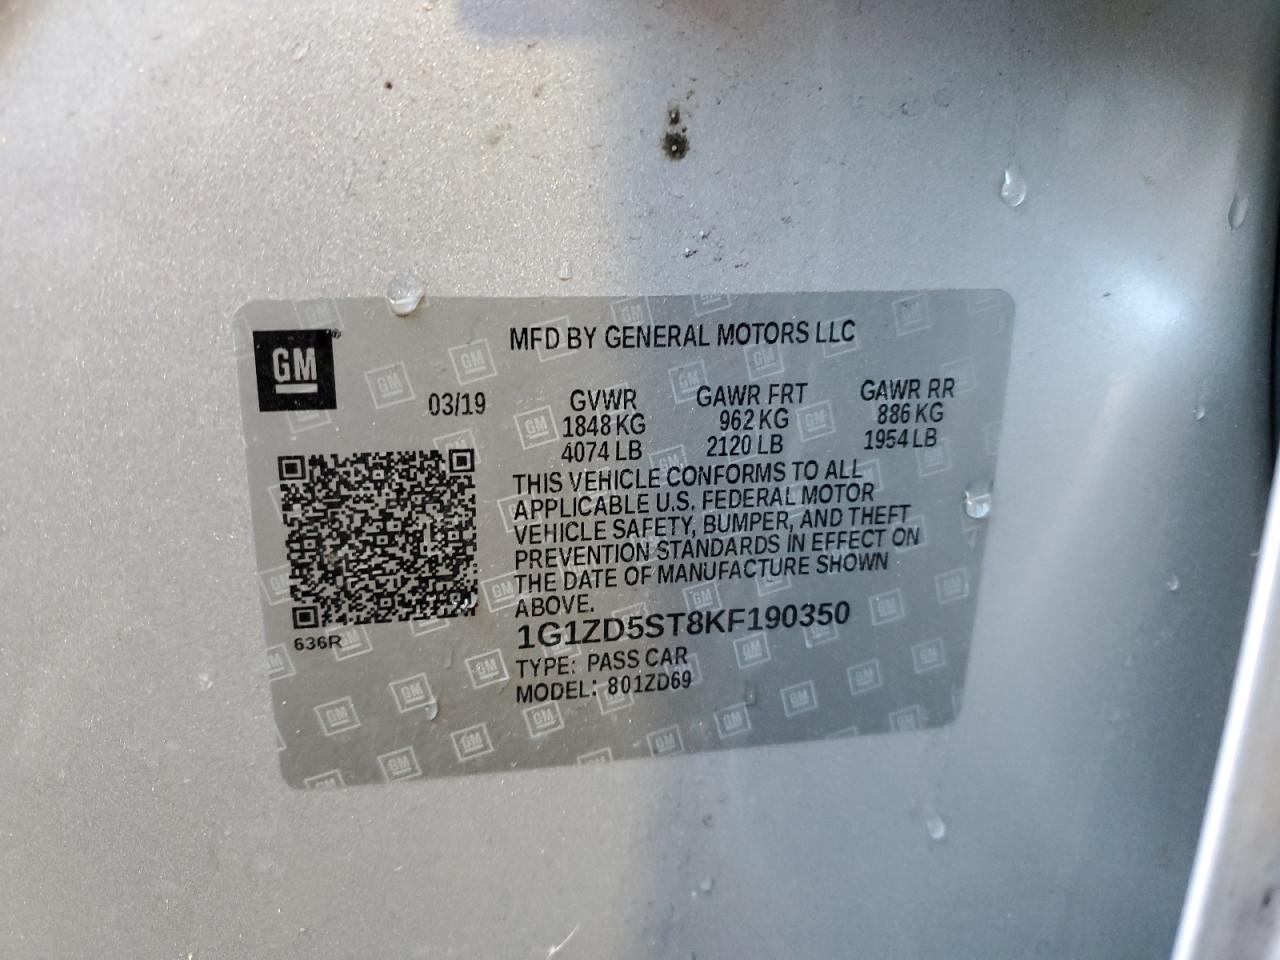 GM
MFD BY GENERAL MOTORS LLC
03/19
GVWR GAWR FRT GAWR RR
1848 KG 962 KG 886 KG
4074 LB 2120 LB 1954 LB
THIS VEHICLE CONFORMS TO ALL
APPLICABLE U.S. FEDERAL MOTOR
VEHICLE SAFETY, BUMPER, AND THEFT
PREVENTION STANDARDS IN EFFECT ON
THE DATE OF MANUFACTURE SHOWN
ABOVE.
636R
1G1ZD5ST8KF190350
TYPE: PASS CAR
MODEL: 801ZD69